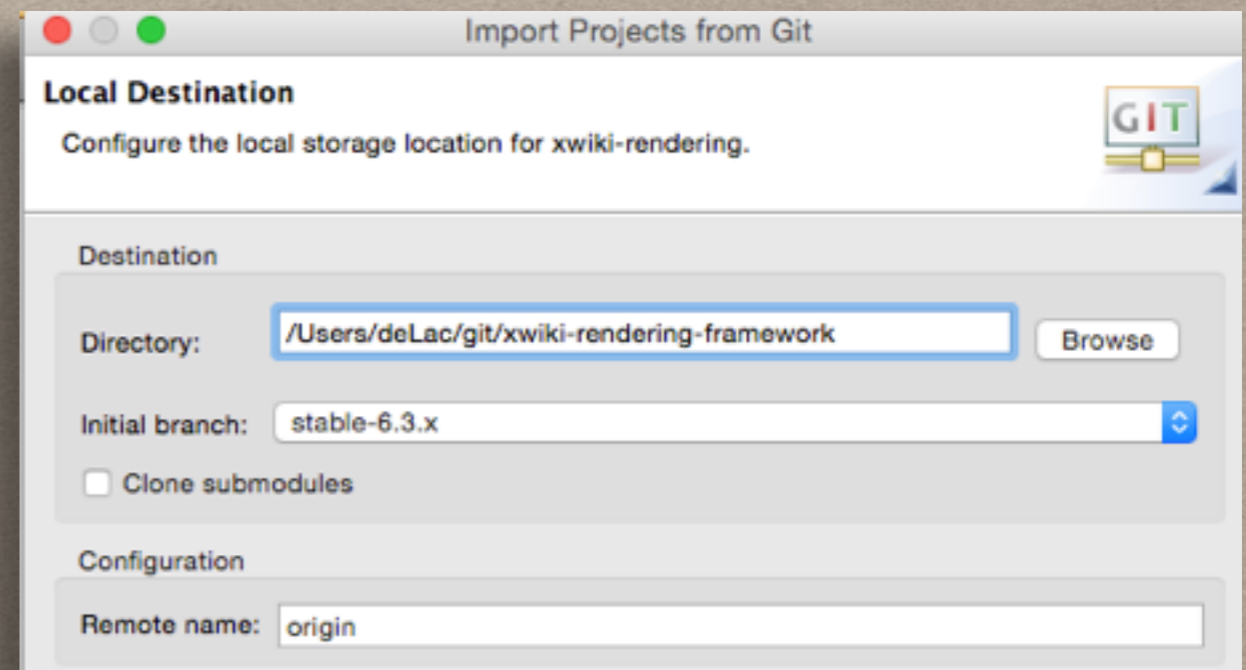 Import Projects from Git
Local Destination
Configure the local storage location for xwiki-rendering.
GIT
Destination
Directory: /Users/deLac/git/xwiki-rendering-framework Browse
Initial branch: stable-6.3.x
Clone submodules
Configuration
Remote name: origin